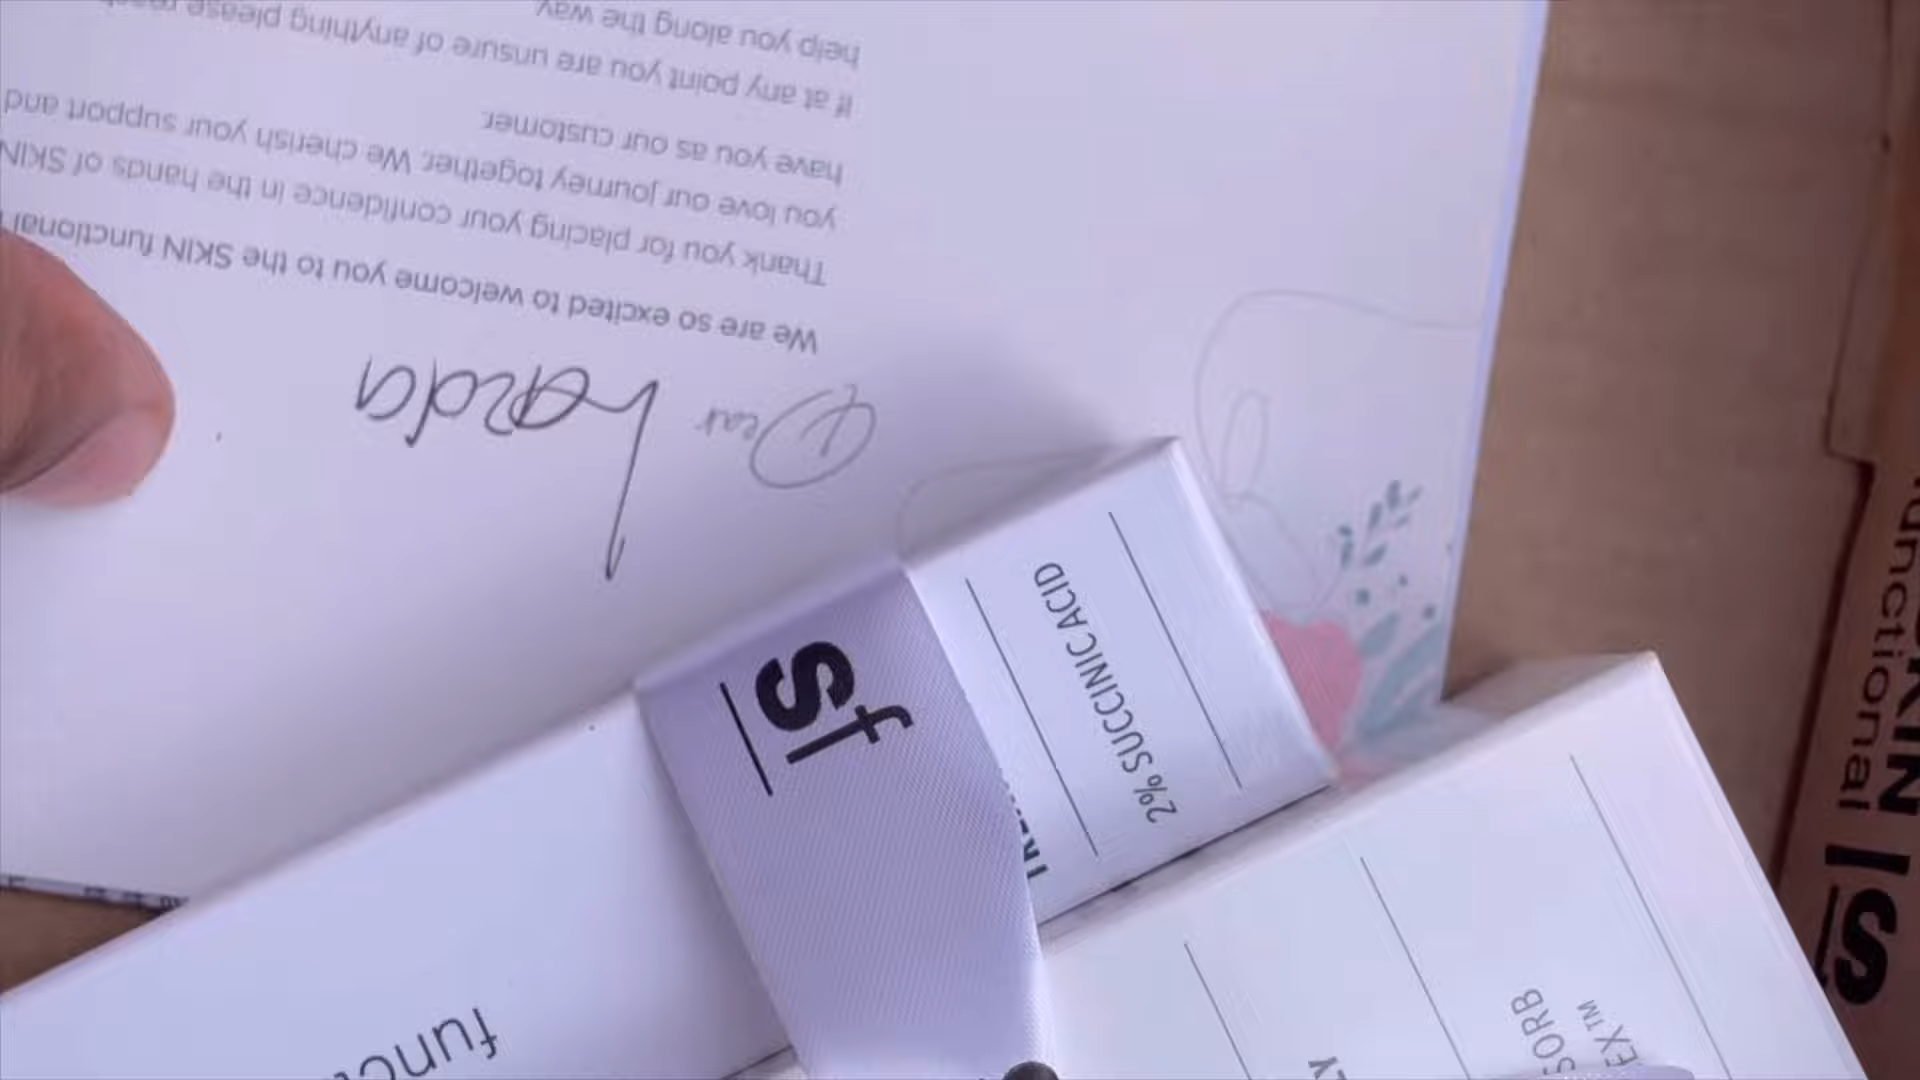 Dear
We are so excited to welcome you to the SKIN functional
Thank you for placing your confidence in the hands of SKIN
you love our journey together. We cherish your support and
have you as our customer.
If at any point you are unsure of anything please
help you along the way
sf
2% SUCCINIC ACID
SORB
EX™
LY
func
SKIN
functional
s